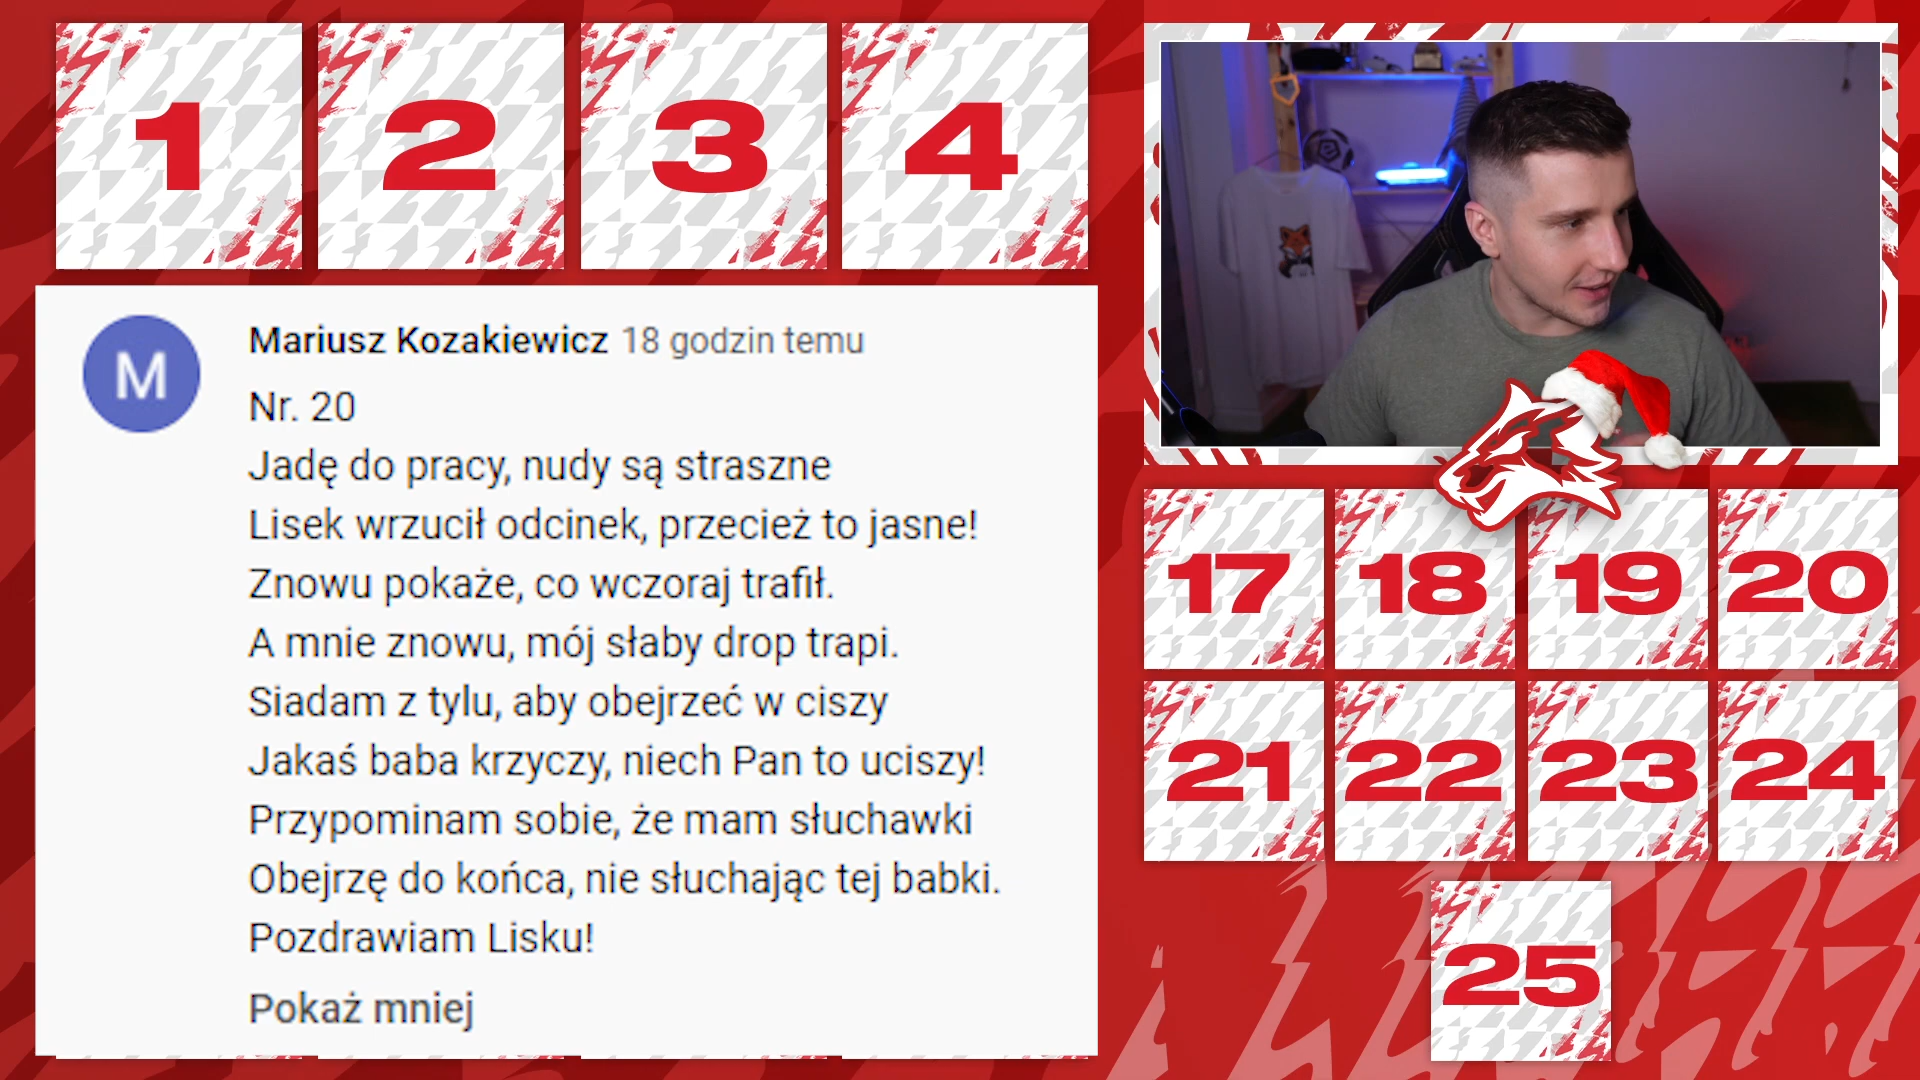 1
2
3
4
Mariusz Kozakiewicz 18 godzin temu
M
Nr. 20
Jadę do pracy, nudy są straszne
Lisek wrzucił odcinek, przecież to jasne!
Znowu pokaże, co wczoraj trafił.
A mnie znowu, mój słaby drop trapi.
Siadam z tylu, aby obejrzeć w ciszy
Jakaś baba krzyczy, niech Pan to uciszy!
Przypominam sobie, że mam słuchawki
Obejrzę do końca, nie słuchając tej babki.
Pozdrawiam Lisku!
Pokaż mniej
17
18
19
20
21
22
23
24
25